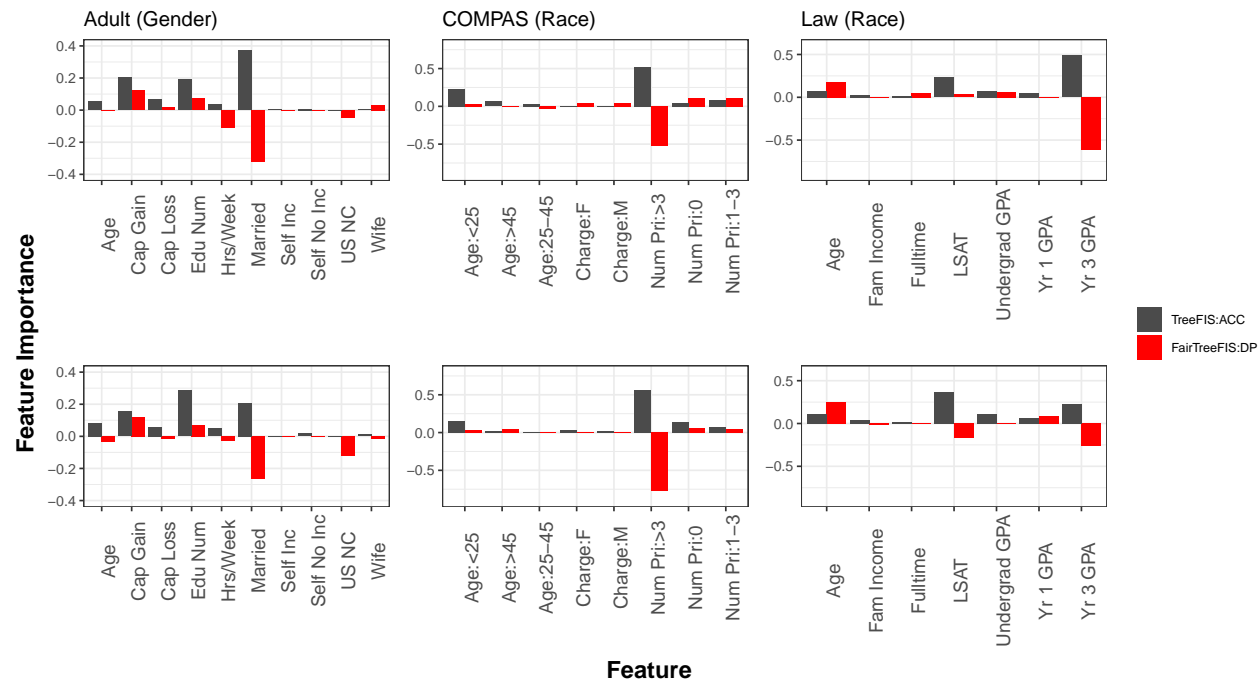 Adult (Gender)
COMPAS (Race)
Law (Race)
0.4
0.2
0.0
−0.2
−0.4
Age
Cap Gain
Cap Loss
Edu Num
Hrs/Week
Married
Self Inc
Self No Inc
US NC
Wife
0.5
0.0
−0.5
Age:<25
Age:>45
Age:25−45
Charge:F
Charge:M
Num Pri:>3
Num Pri:0
Num Pri:1−3
0.5
0.0
−0.5
Age
Fam Income
Fulltime
LSAT
Undergrad GPA
Yr 1 GPA
Yr 3 GPA
Feature Importance
TreeFIS:ACC
FairTreeFIS:DP
0.4
0.2
0.0
−0.2
−0.4
Age
Cap Gain
Cap Loss
Edu Num
Hrs/Week
Married
Self Inc
Self No Inc
US NC
Wife
0.5
0.0
−0.5
Age:<25
Age:>45
Age:25−45
Charge:F
Charge:M
Num Pri:>3
Num Pri:0
Num Pri:1−3
0.5
0.0
−0.5
Age
Fam Income
Fulltime
LSAT
Undergrad GPA
Yr 1 GPA
Yr 3 GPA
Feature